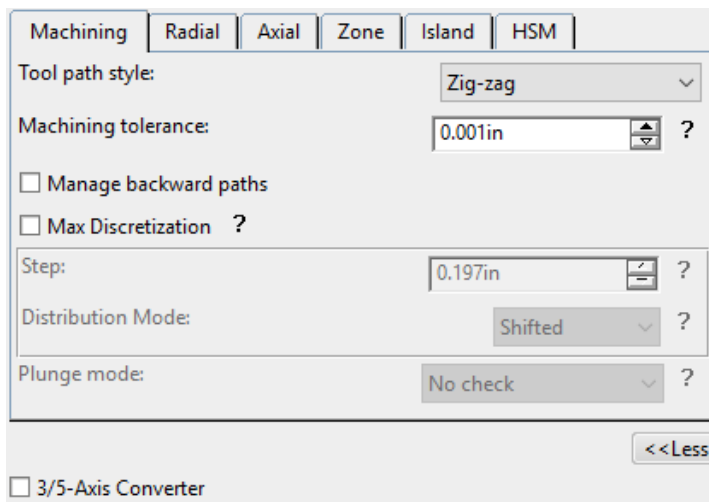 Machining Radial Axial Zone Island HSM
Tool path style: Zig-zag
Machining tolerance: 0.001in ?
Manage backward paths
Max Discretization ?
Step: 0.197in ?
Distribution Mode: Shifted ?
Plunge mode: No check ?
<<Less
3/5-Axis Converter